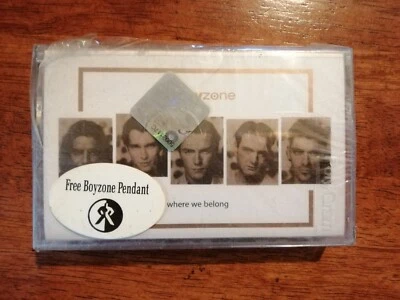 yzone
Free Boyzone Pendant
where we belong